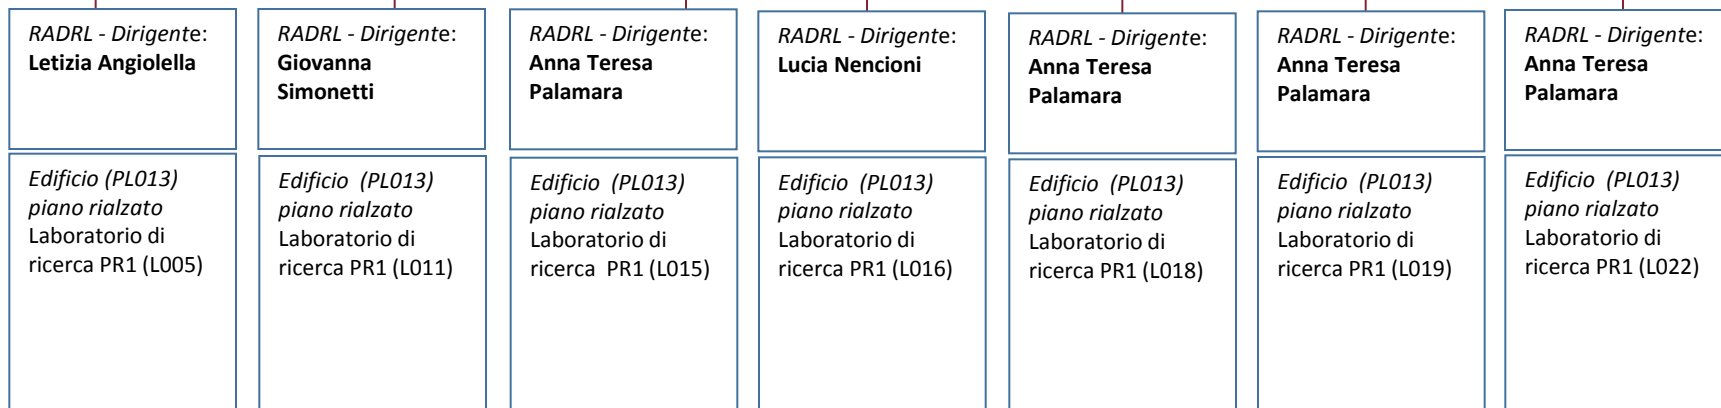 RADRL - Dirigente:
Letizia Angiolella
Edificio (PL013)
piano rialzato
Laboratorio di
ricerca PR1 (L005)
RADRL - Dirigente:
Giovanna
Simonetti
Edificio (PL013)
piano rialzato
Laboratorio di
ricerca PR1 (L011)
RADRL - Dirigente:
Anna Teresa
Palamara
Edificio (PL013)
piano rialzato
Laboratorio di
ricerca PR1 (L015)
RADRL - Dirigente:
Lucia Nencioni
Edificio (PL013)
piano rialzato
Laboratorio di
ricerca PR1 (L016)
RADRL - Dirigente:
Anna Teresa
Palamara
Edificio (PL013)
piano rialzato
Laboratorio di
ricerca PR1 (L018)
RADRL - Dirigente:
Anna Teresa
Palamara
Edificio (PL013)
piano rialzato
Laboratorio di
ricerca PR1 (L019)
RADRL - Dirigente:
Anna Teresa
Palamara
Edificio (PL013)
piano rialzato
Laboratorio di
ricerca PR1 (L022)